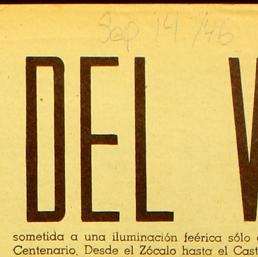 Sep 14.-/46
DEL
sometida a una iluminación feérica sólo
Centenario. Desde el Zócalo hasta el Cast